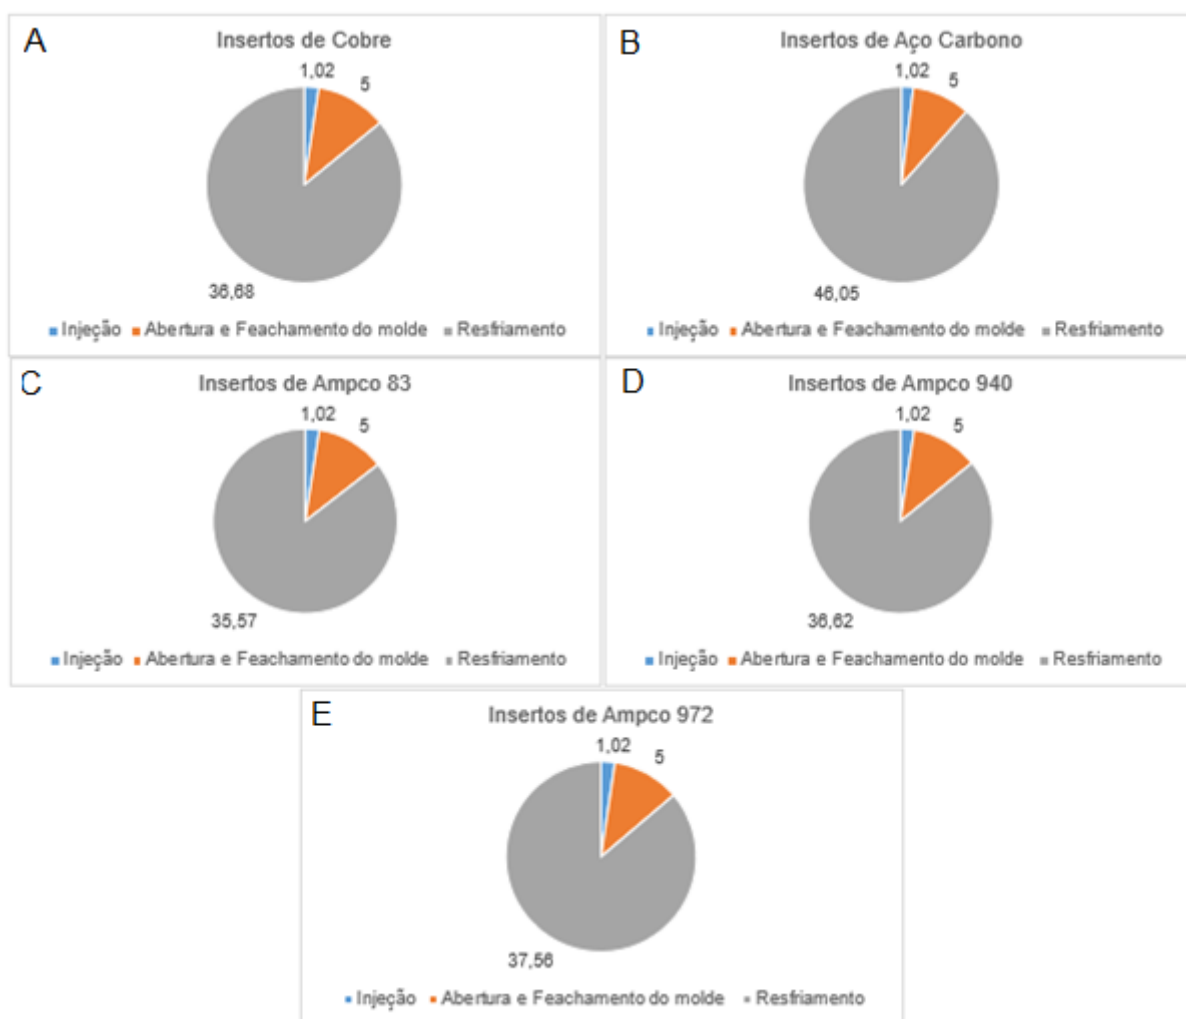 A
Insertos de Cobre
1,02
5
36,68
Injeção Abertura e Feachamento do molde Resfriamento
B
Insertos de Aço Carbono
1,02
5
46,05
Injeção Abertura e Feachamento do molde Resfriamento
C
Insertos de Ampco 83
1,02
5
35,57
Injeção Abertura e Feachamento do molde Resfriamento
D
Insertos de Ampco 940
1,02
5
36,62
Injeção Abertura e Feachamento do molde Resfriamento
E
Insertos de Ampco 972
1,02
5
37,56
Injeção Abertura e Feachamento do molde Resfriamento